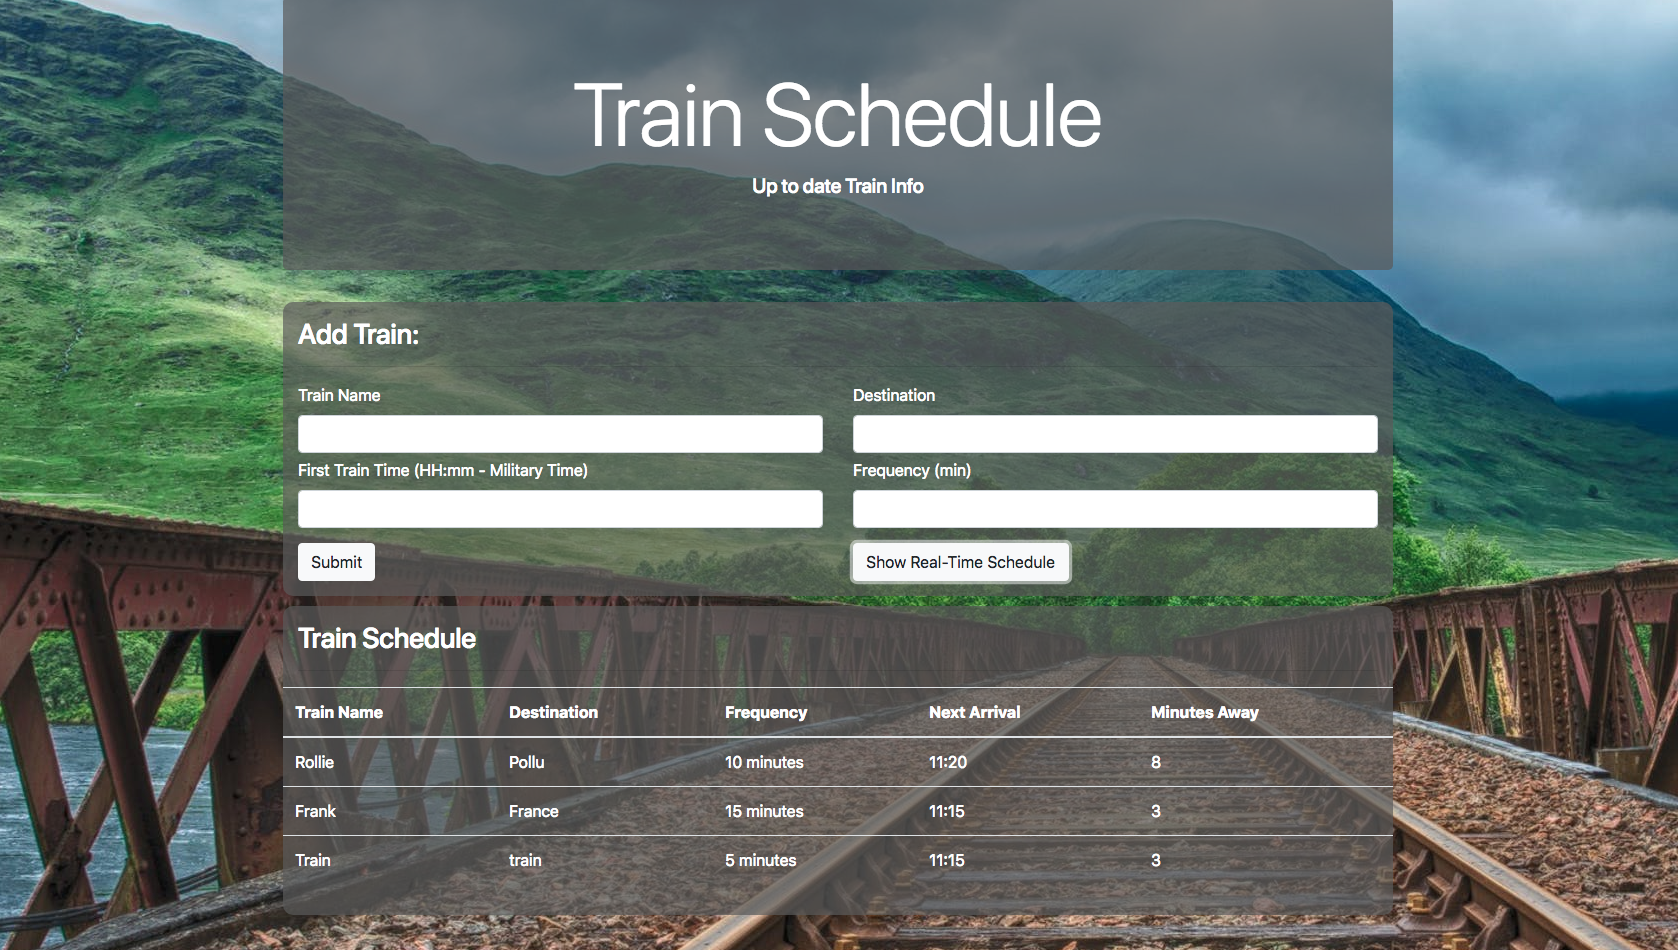 Train Schedule
Up to date Train Info
Add Train:
Train Name
Destination
First Train Time (HH:mm - Military Time)
Frequency (min)
Submit
Show Real-Time Schedule
Train Schedule
Train Name Destination Frequency Next Arrival Minutes Away
Rollie Pollu 10 minutes 11:20 8
Frank France 15 minutes 11:15 3
Train train 5 minutes 11:15 3